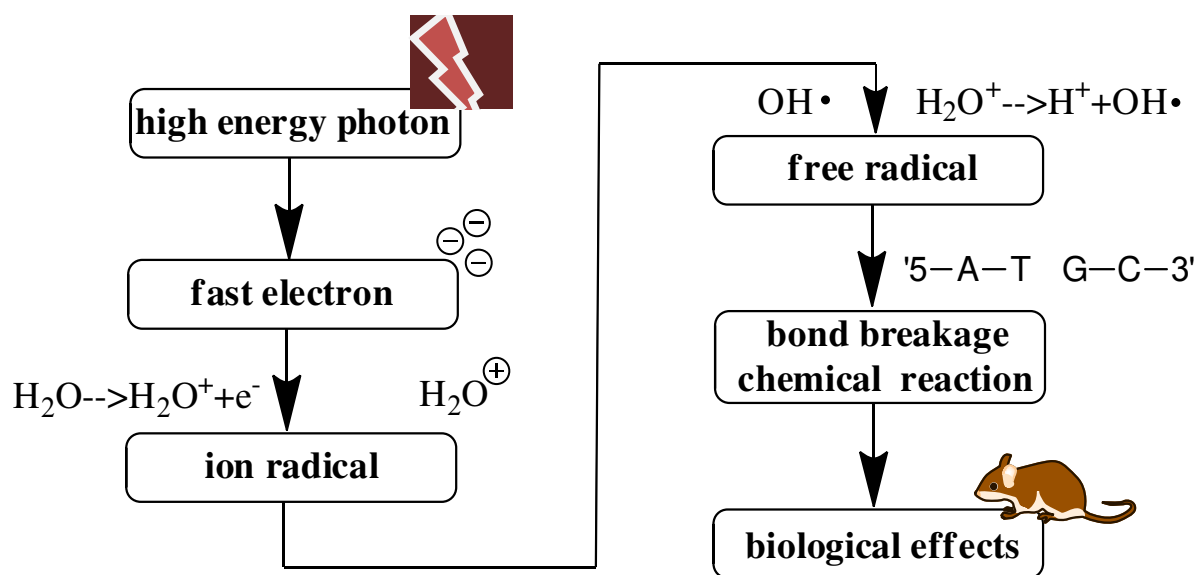 high energy photon
fast electron
H₂O-->H₂O⁺+e⁻
H₂O⊕
ion radical
OH•
H₂O⁺-->H⁺+OH•
free radical
'5–A–T G–C–3'
bond breakage
chemical reaction
biological effects